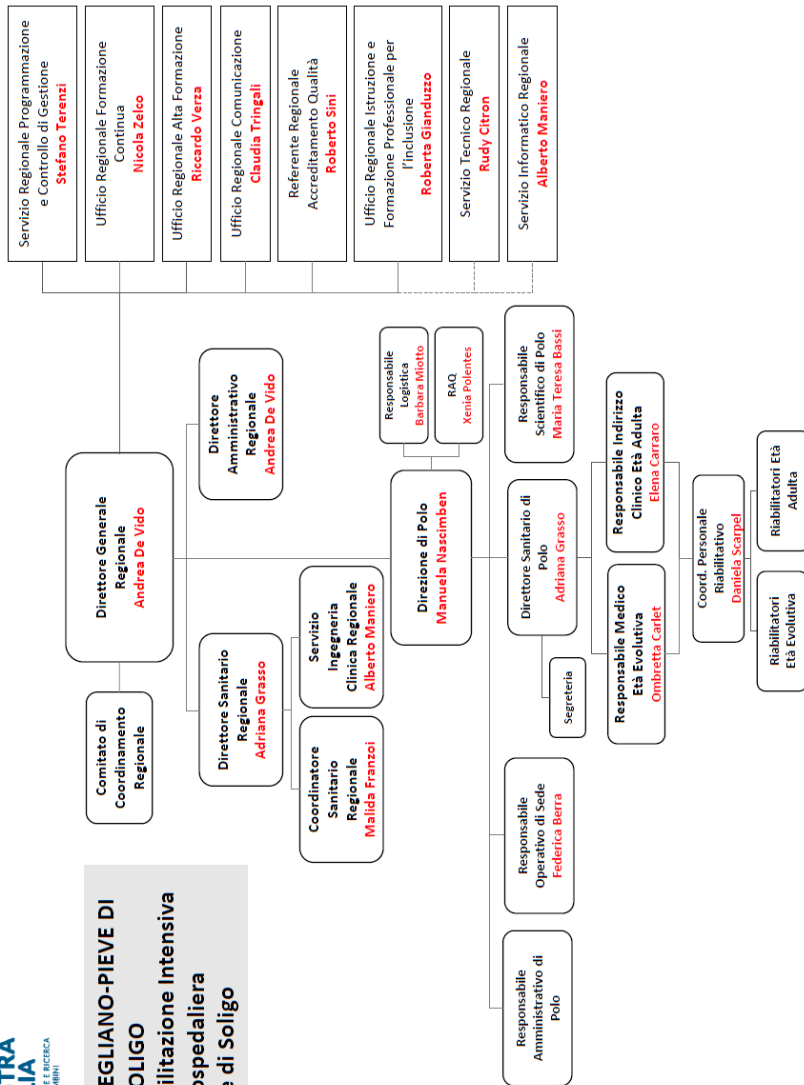 TRA
LIA
E E RICERCA
MBINI
EGLIANO-PIEVE DI
OLIGO
ilitazione Intensiva
ospedaliera
e di Soligo
Comitato di
Coordinamento
Regionale
Direttore Generale
Regionale
Andrea De Vido
Servizio Regionale Programmazione
e Controllo di Gestione
Stefano Terenzi
Ufficio Regionale Formazione
Continua
Nicola Zelco
Ufficio Regionale Alta Formazione
Riccardo Verza
Ufficio Regionale Comunicazione
Claudia Tringali
Referente Regionale
Accreditamento Qualità
Roberto Sini
Ufficio Regionale Istruzione e
Formazione Professionale per
l'inclusione
Roberta Gianduzzo
Servizio Tecnico Regionale
Rudy Citron
Servizio Informatico Regionale
Alberto Maniero
Direttore Sanitario
Regionale
Adriana Grasso
Direttore
Amministrativo
Regionale
Andrea De Vido
Coordinatore
Sanitario
Regionale
Malida Franzoi
Servizio
Ingegneria
Clinica Regionale
Alberto Maniero
Direzione di Polo
Manuela Nascimben
Responsabile
Logistica
Barbara Miotto
RAQ
Xenia Polentes
Responsabile
Amministrativo di
Polo
Responsabile
Operativo di Sede
Federica Berra
Direttore Sanitario di
Polo
Adriana Grasso
Responsabile
Scientifico di Polo
Maria Teresa Bassi
Segreteria
Responsabile Medico
Età Evolutiva
Ombretta Carlet
Responsabile Indirizzo
Clinico Età Adulta
Elena Carraro
Coord. Personale
Riabilitativo
Daniela Scarpel
Riabilitatori
Età Evolutiva
Riabilitatori Età
Adulta